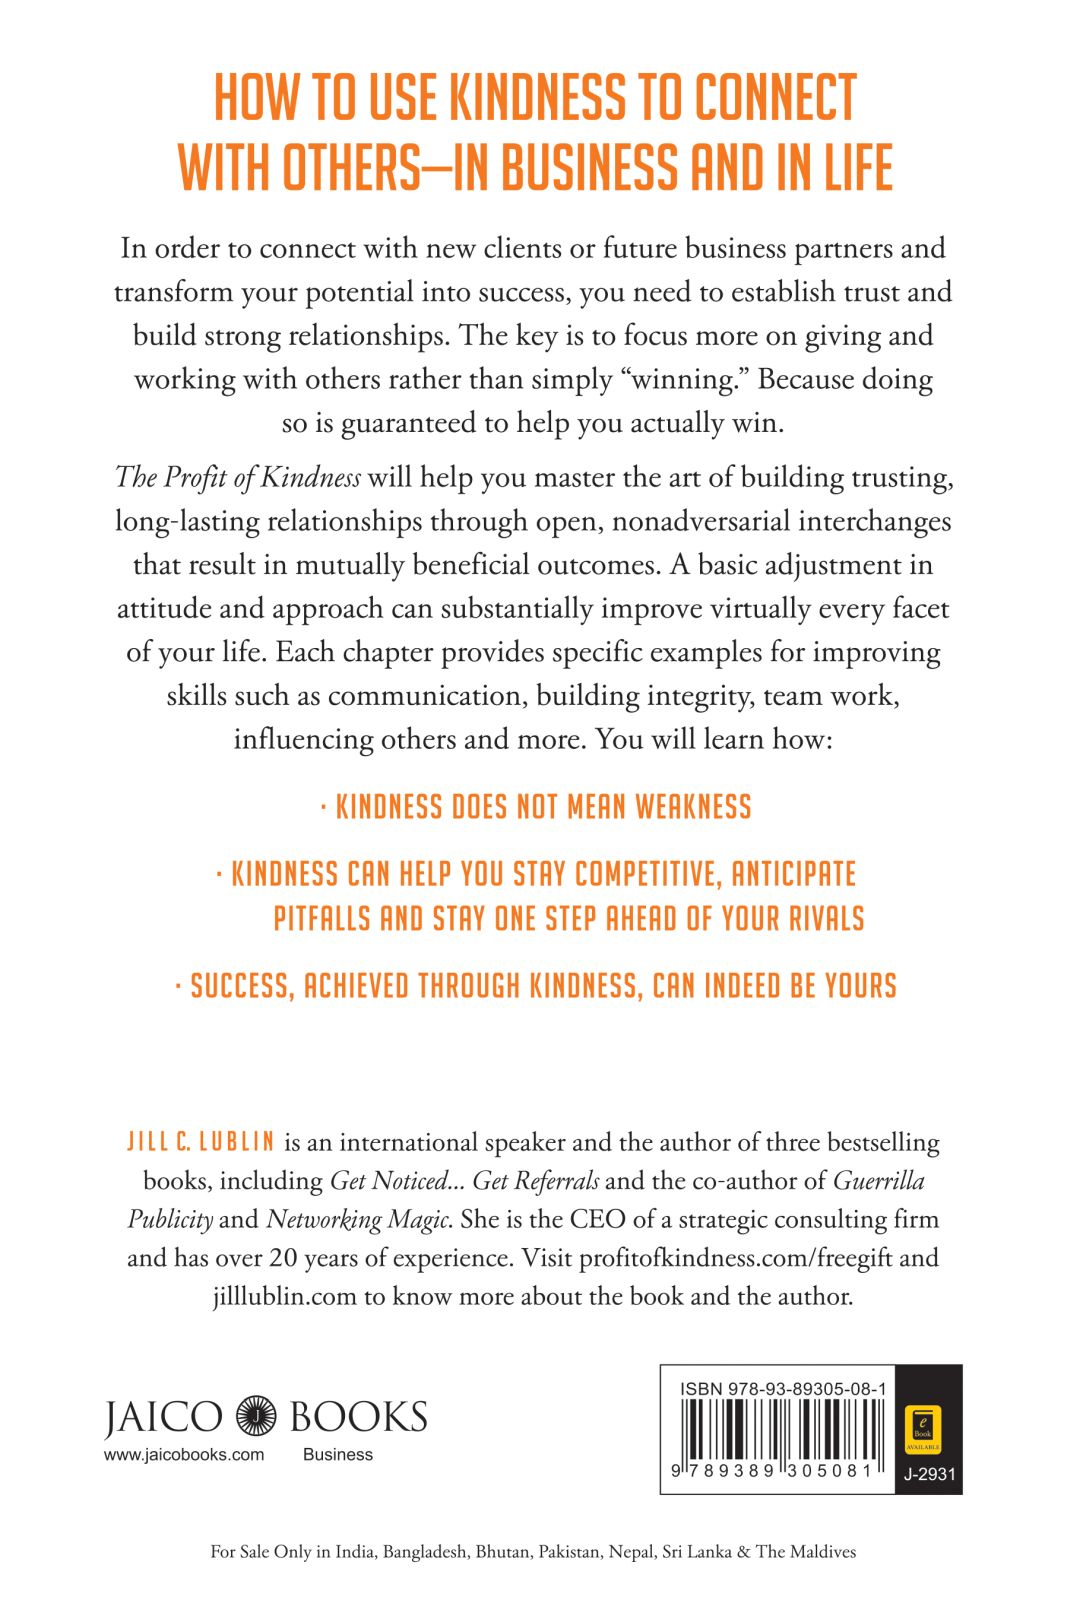 HOW TO USE KINDNESS TO CONNECT
WITH OTHERS—IN BUSINESS AND IN LIFE
In order to connect with new clients or future business partners and
transform your potential into success, you need to establish trust and
build strong relationships. The key is to focus more on giving and
working with others rather than simply “winning.” Because doing
so is guaranteed to help you actually win.
The Profit of Kindness will help you master the art of building trusting,
long-lasting relationships through open, nonadversarial interchanges
that result in mutually beneficial outcomes. A basic adjustment in
attitude and approach can substantially improve virtually every facet
of your life. Each chapter provides specific examples for improving
skills such as communication, building integrity, team work,
influencing others and more. You will learn how:
· KINDNESS DOES NOT MEAN WEAKNESS
· KINDNESS CAN HELP YOU STAY COMPETITIVE, ANTICIPATE
PITFALLS AND STAY ONE STEP AHEAD OF YOUR RIVALS
· SUCCESS, ACHIEVED THROUGH KINDNESS, CAN INDEED BE YOURS
JILL C. LUBLIN is an international speaker and the author of three bestselling
books, including Get Noticed... Get Referrals and the co-author of Guerrilla
Publicity and Networking Magic. She is the CEO of a strategic consulting firm
and has over 20 years of experience. Visit profitofkindness.com/freegift and
jilllublin.com to know more about the book and the author.
JAICO J BOOKS
www.jaicobooks.com Business
ISBN 978-93-89305-08-1
9 789389 305081
e
Book
AVAILABLE
J-2931
For Sale Only in India, Bangladesh, Bhutan, Pakistan, Nepal, Sri Lanka & The Maldives